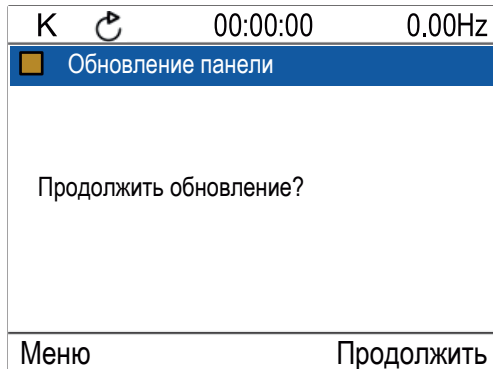 К 00:00:00 0.00Hz
Обновление панели
Продолжить обновление?
Меню Продолжить